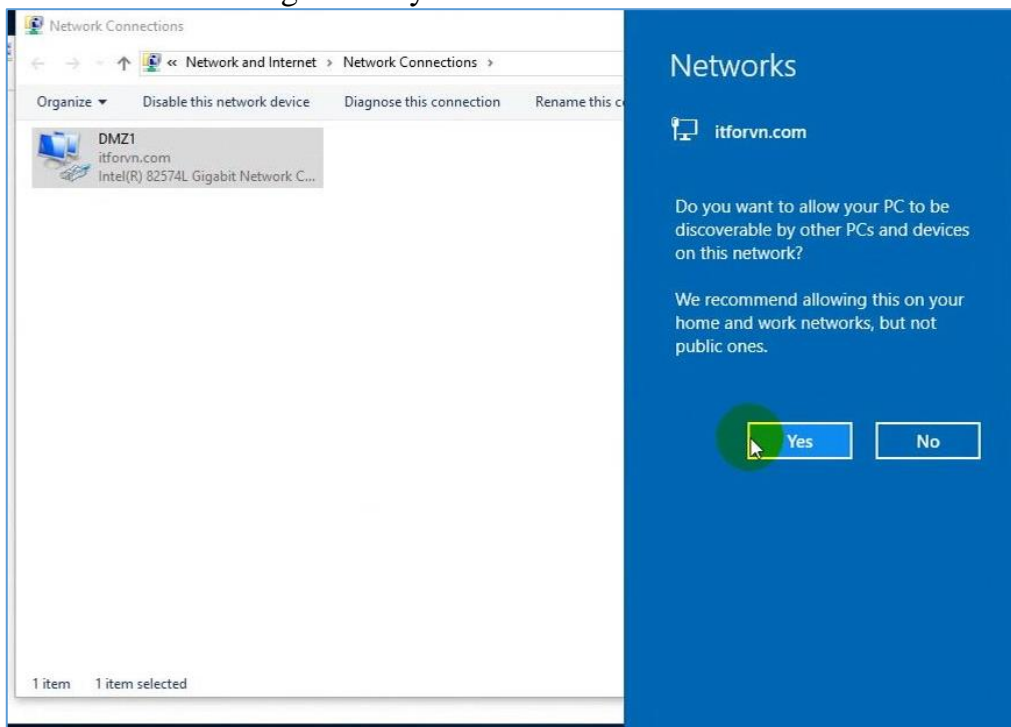 Network Connections
« Network and Internet › Network Connections ›
Organize Disable this network device Diagnose this connection Rename this
DMZ1
itforvn.com
Intel(R) 82574L Gigabit Network C...
1 item 1 item selected
Networks
itforvn.com
Do you want to allow your PC to be
discoverable by other PCs and devices
on this network?
We recommend allowing this on your
home and work networks, but not
public ones.
Yes No